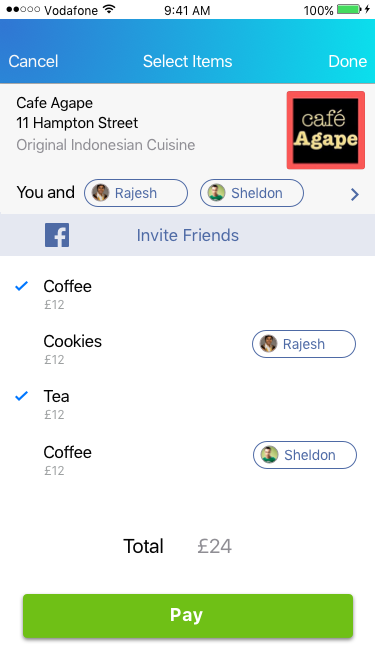 Vodafone 9:41 AM 100%
Cancel Select Items Done
Cafe Agape
11 Hampton Street
Original Indonesian Cuisine
café
Agape
You and Rajesh Sheldon
Invite Friends
Coffee
£12
Cookies Rajesh
£12
Tea
£12
Coffee Sheldon
£12
Total £24
Pay